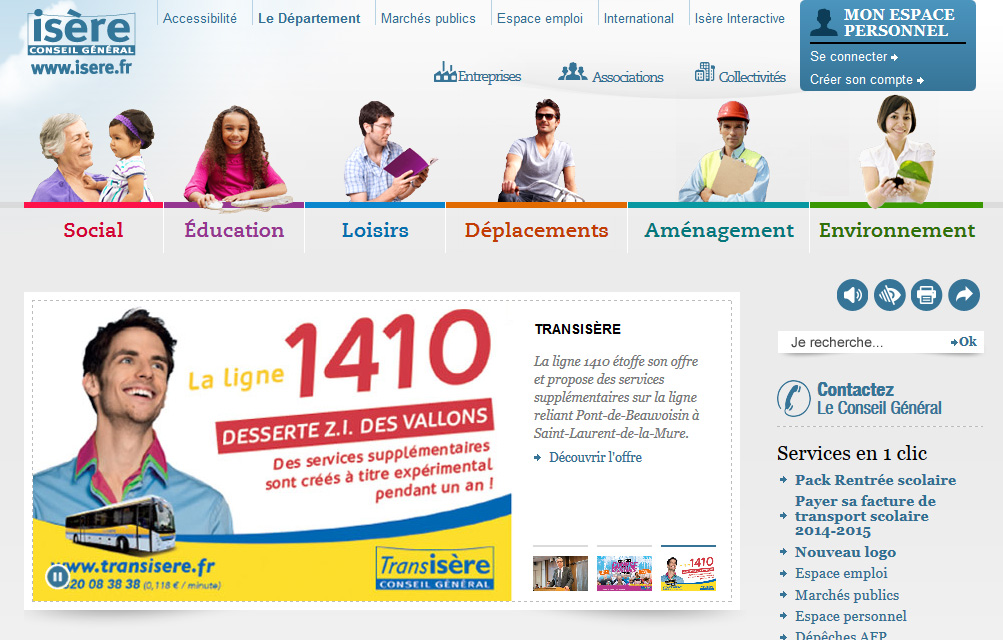 isère
CONSEIL GÉNÉRAL
www.isere.fr
Accessibilité
Le Département
Marchés publics
Espace emploi
International
Isère Interactive
MON ESPACE
PERSONNEL
Se connecter
Créer son compte
Entreprises
Associations
Collectivités
Social
Éducation
Loisirs
Déplacements
Aménagement
Environnement
La ligne 1410
DESSERTE Z.I. DES VALLONS
Des services supplémentaires
sont créés à titre expérimental
pendant un an !
www.transisere.fr
20 08 38 38 (0,118 € / minute)
Transisère
CONSEIL GÉNÉRAL
TRANSISÈRE
La ligne 1410 étoffe son offre
et propose des services
supplémentaires sur la ligne
reliant Pont-de-Beauvoisin à
Saint-Laurent-de-la-Mure.
Découvrir l'offre
1410
Je recherche...
Ok
Contactez
Le Conseil Général
Services en 1 clic
Pack Rentrée scolaire
Payer sa facture de
transport scolaire
2014-2015
Nouveau logo
Espace emploi
Marchés publics
Espace personnel
Dépêches AFP